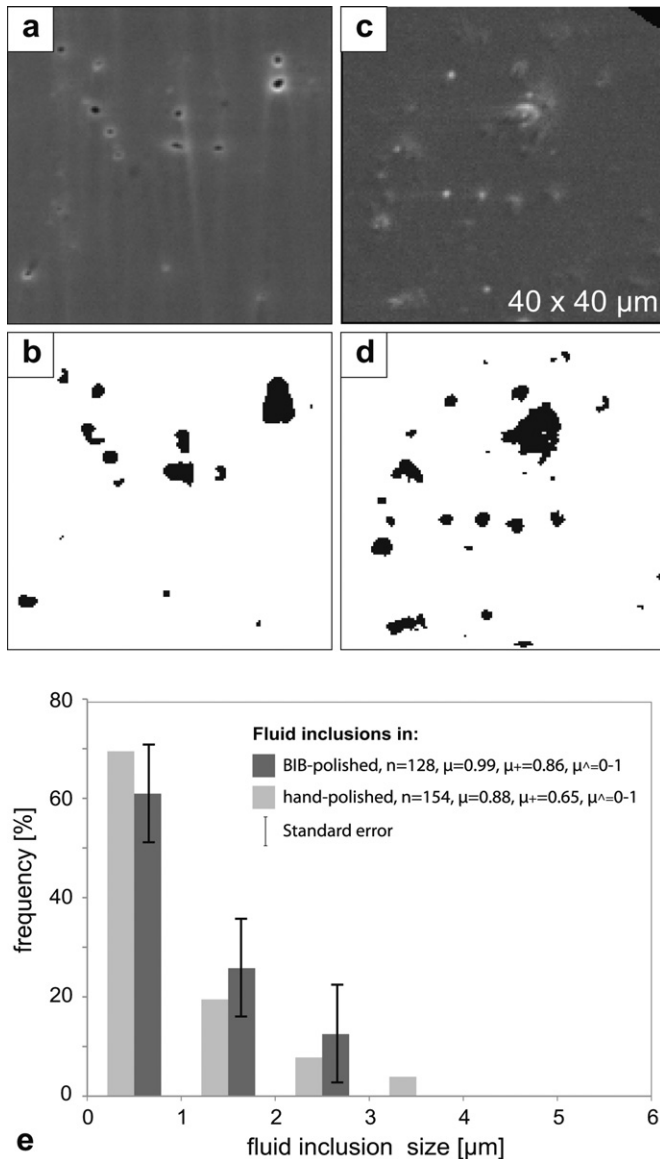 a
c
40 x 40 µm
b
d
80
60
40
20
0
frequency [%]
Fluid inclusions in:
BIB-polished, n=128, µ=0.99, µ+=0.86, µ^=0-1
hand-polished, n=154, µ=0.88, µ+=0.65, µ^=0-1
Standard error
0 1 2 3 4 5 6
fluid inclusion size [µm]
e